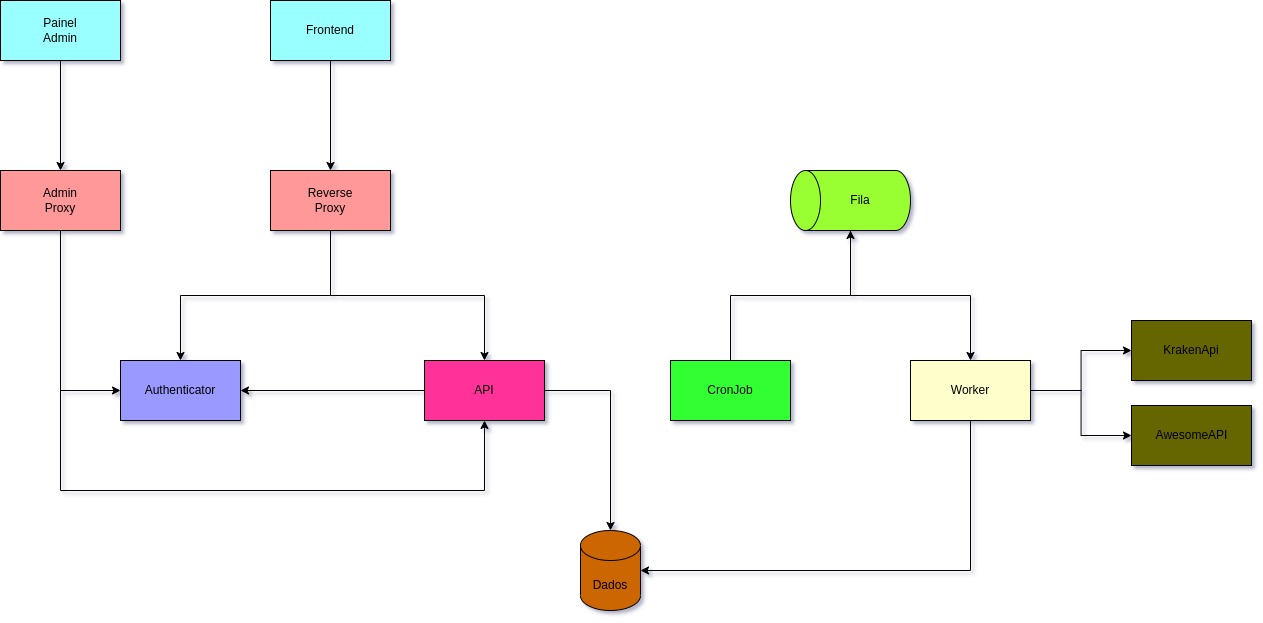 Painel
Admin
Frontend
Admin
Proxy
Reverse
Proxy
Fila
Authenticator
API
CronJob
Worker
KrakenApi
AwesomeAPI
Dados